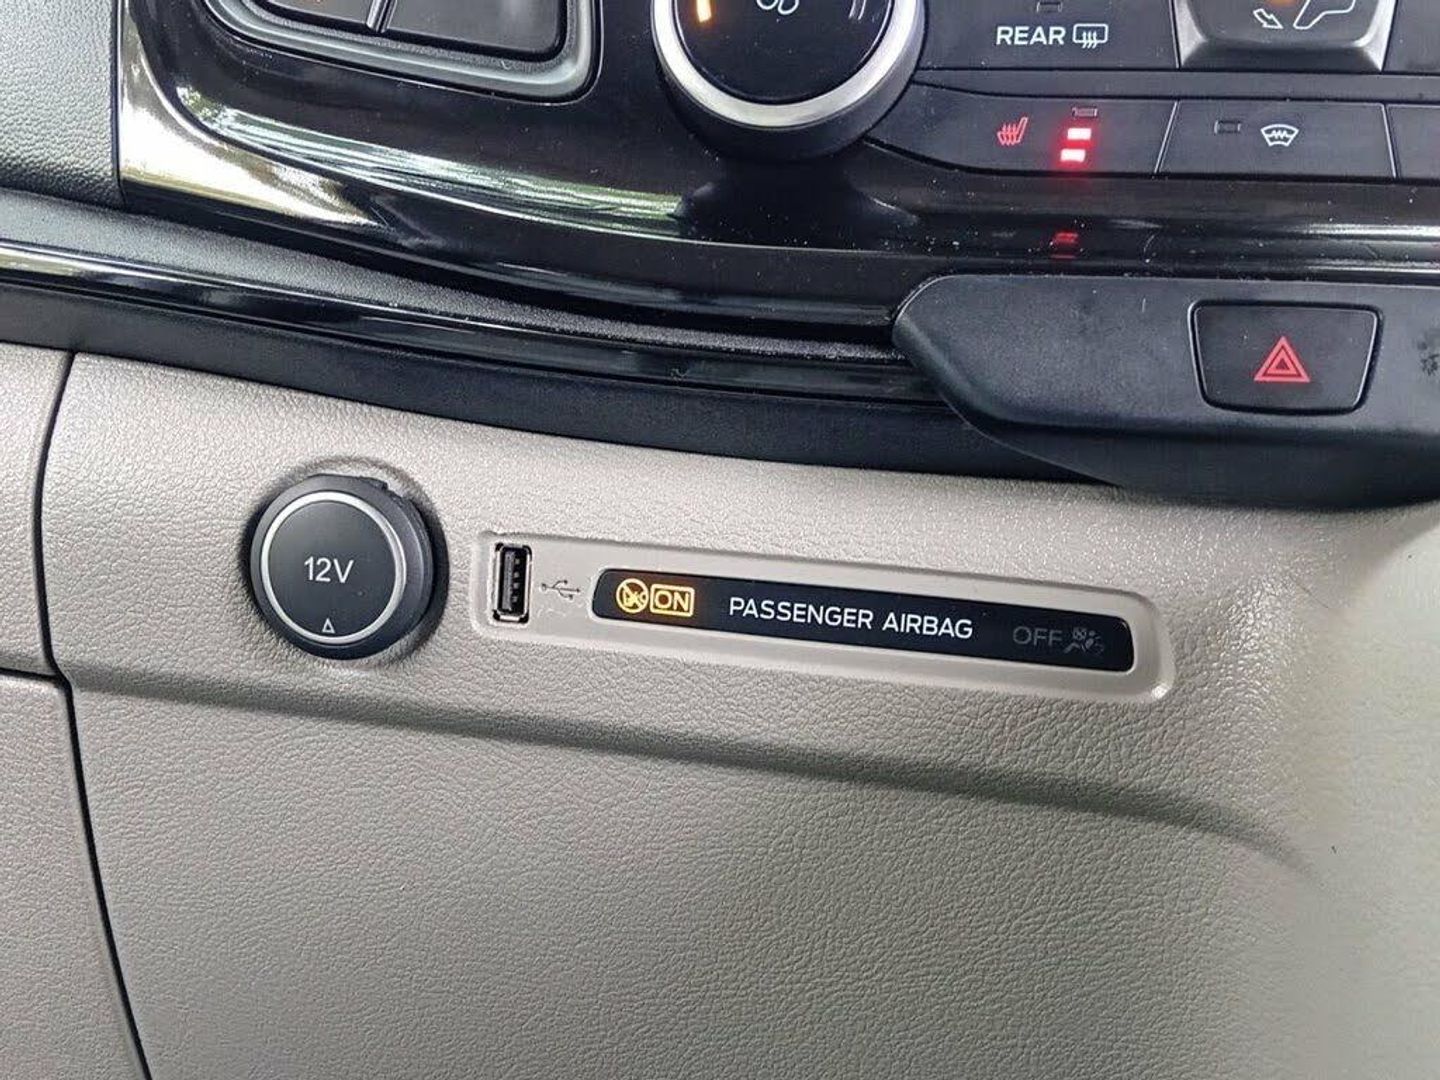 REAR
12V
ON PASSENGER AIRBAG OFF